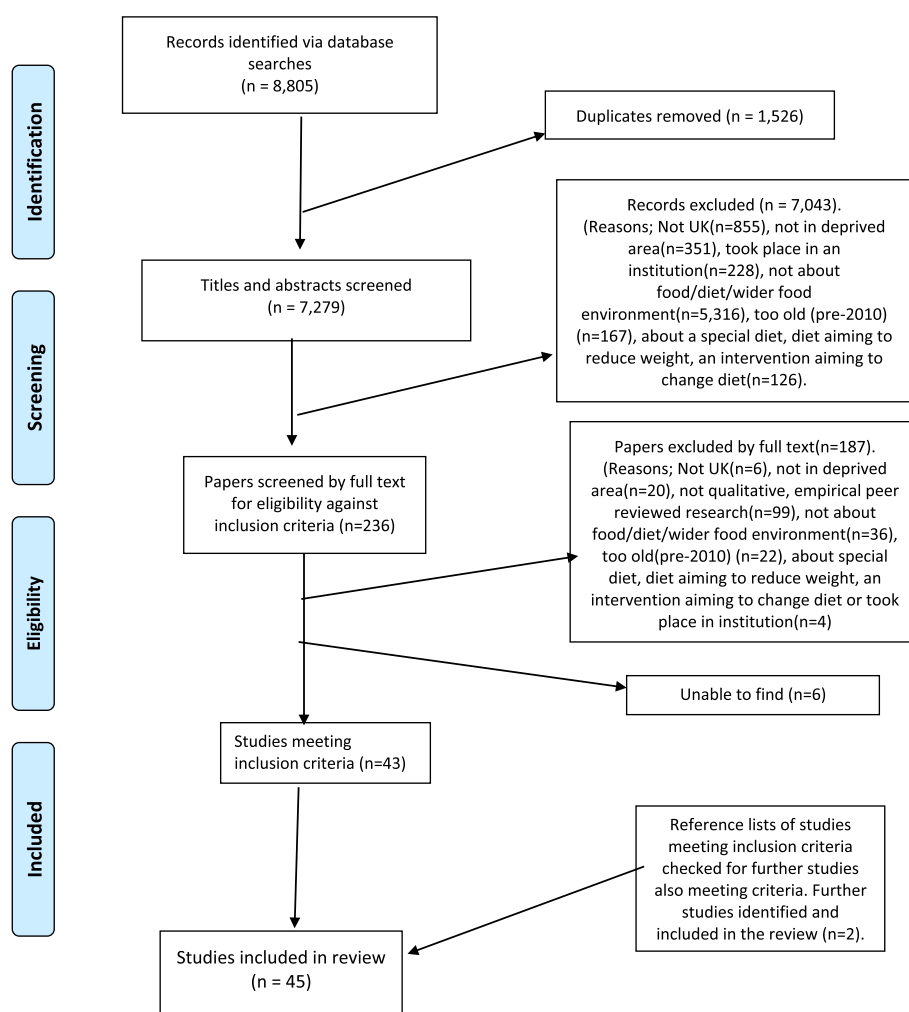 Records identified via database
searches
(n = 8,805)
Identification
Duplicates removed (n = 1,526)
Records excluded (n = 7,043).
(Reasons; Not UK(n=855), not in deprived
area(n=351), took place in an
institution(n=228), not about
food/diet/wider food
environment(n=5,316), too old (pre-2010)
(n=167), about a special diet, diet aiming to
reduce weight, an intervention aiming to
change diet(n=126).
Titles and abstracts screened
(n = 7,279)
Screening
Papers screened by full text
for eligibility against
inclusion criteria (n=236)
Papers excluded by full text(n=187).
(Reasons; Not UK(n=6), not in deprived
area(n=20), not qualitative, empirical peer
reviewed research(n=99), not about
food/diet/wider food environment(n=36),
too old(pre-2010) (n=22), about special
diet, diet aiming to reduce weight, an
intervention aiming to change diet or took
place in institution(n=4)
Eligibility
Unable to find (n=6)
Studies meeting
inclusion criteria (n=43)
Included
Reference lists of studies
meeting inclusion criteria
checked for further studies
also meeting criteria. Further
studies identified and
included in the review (n=2).
Studies included in review
(n = 45)